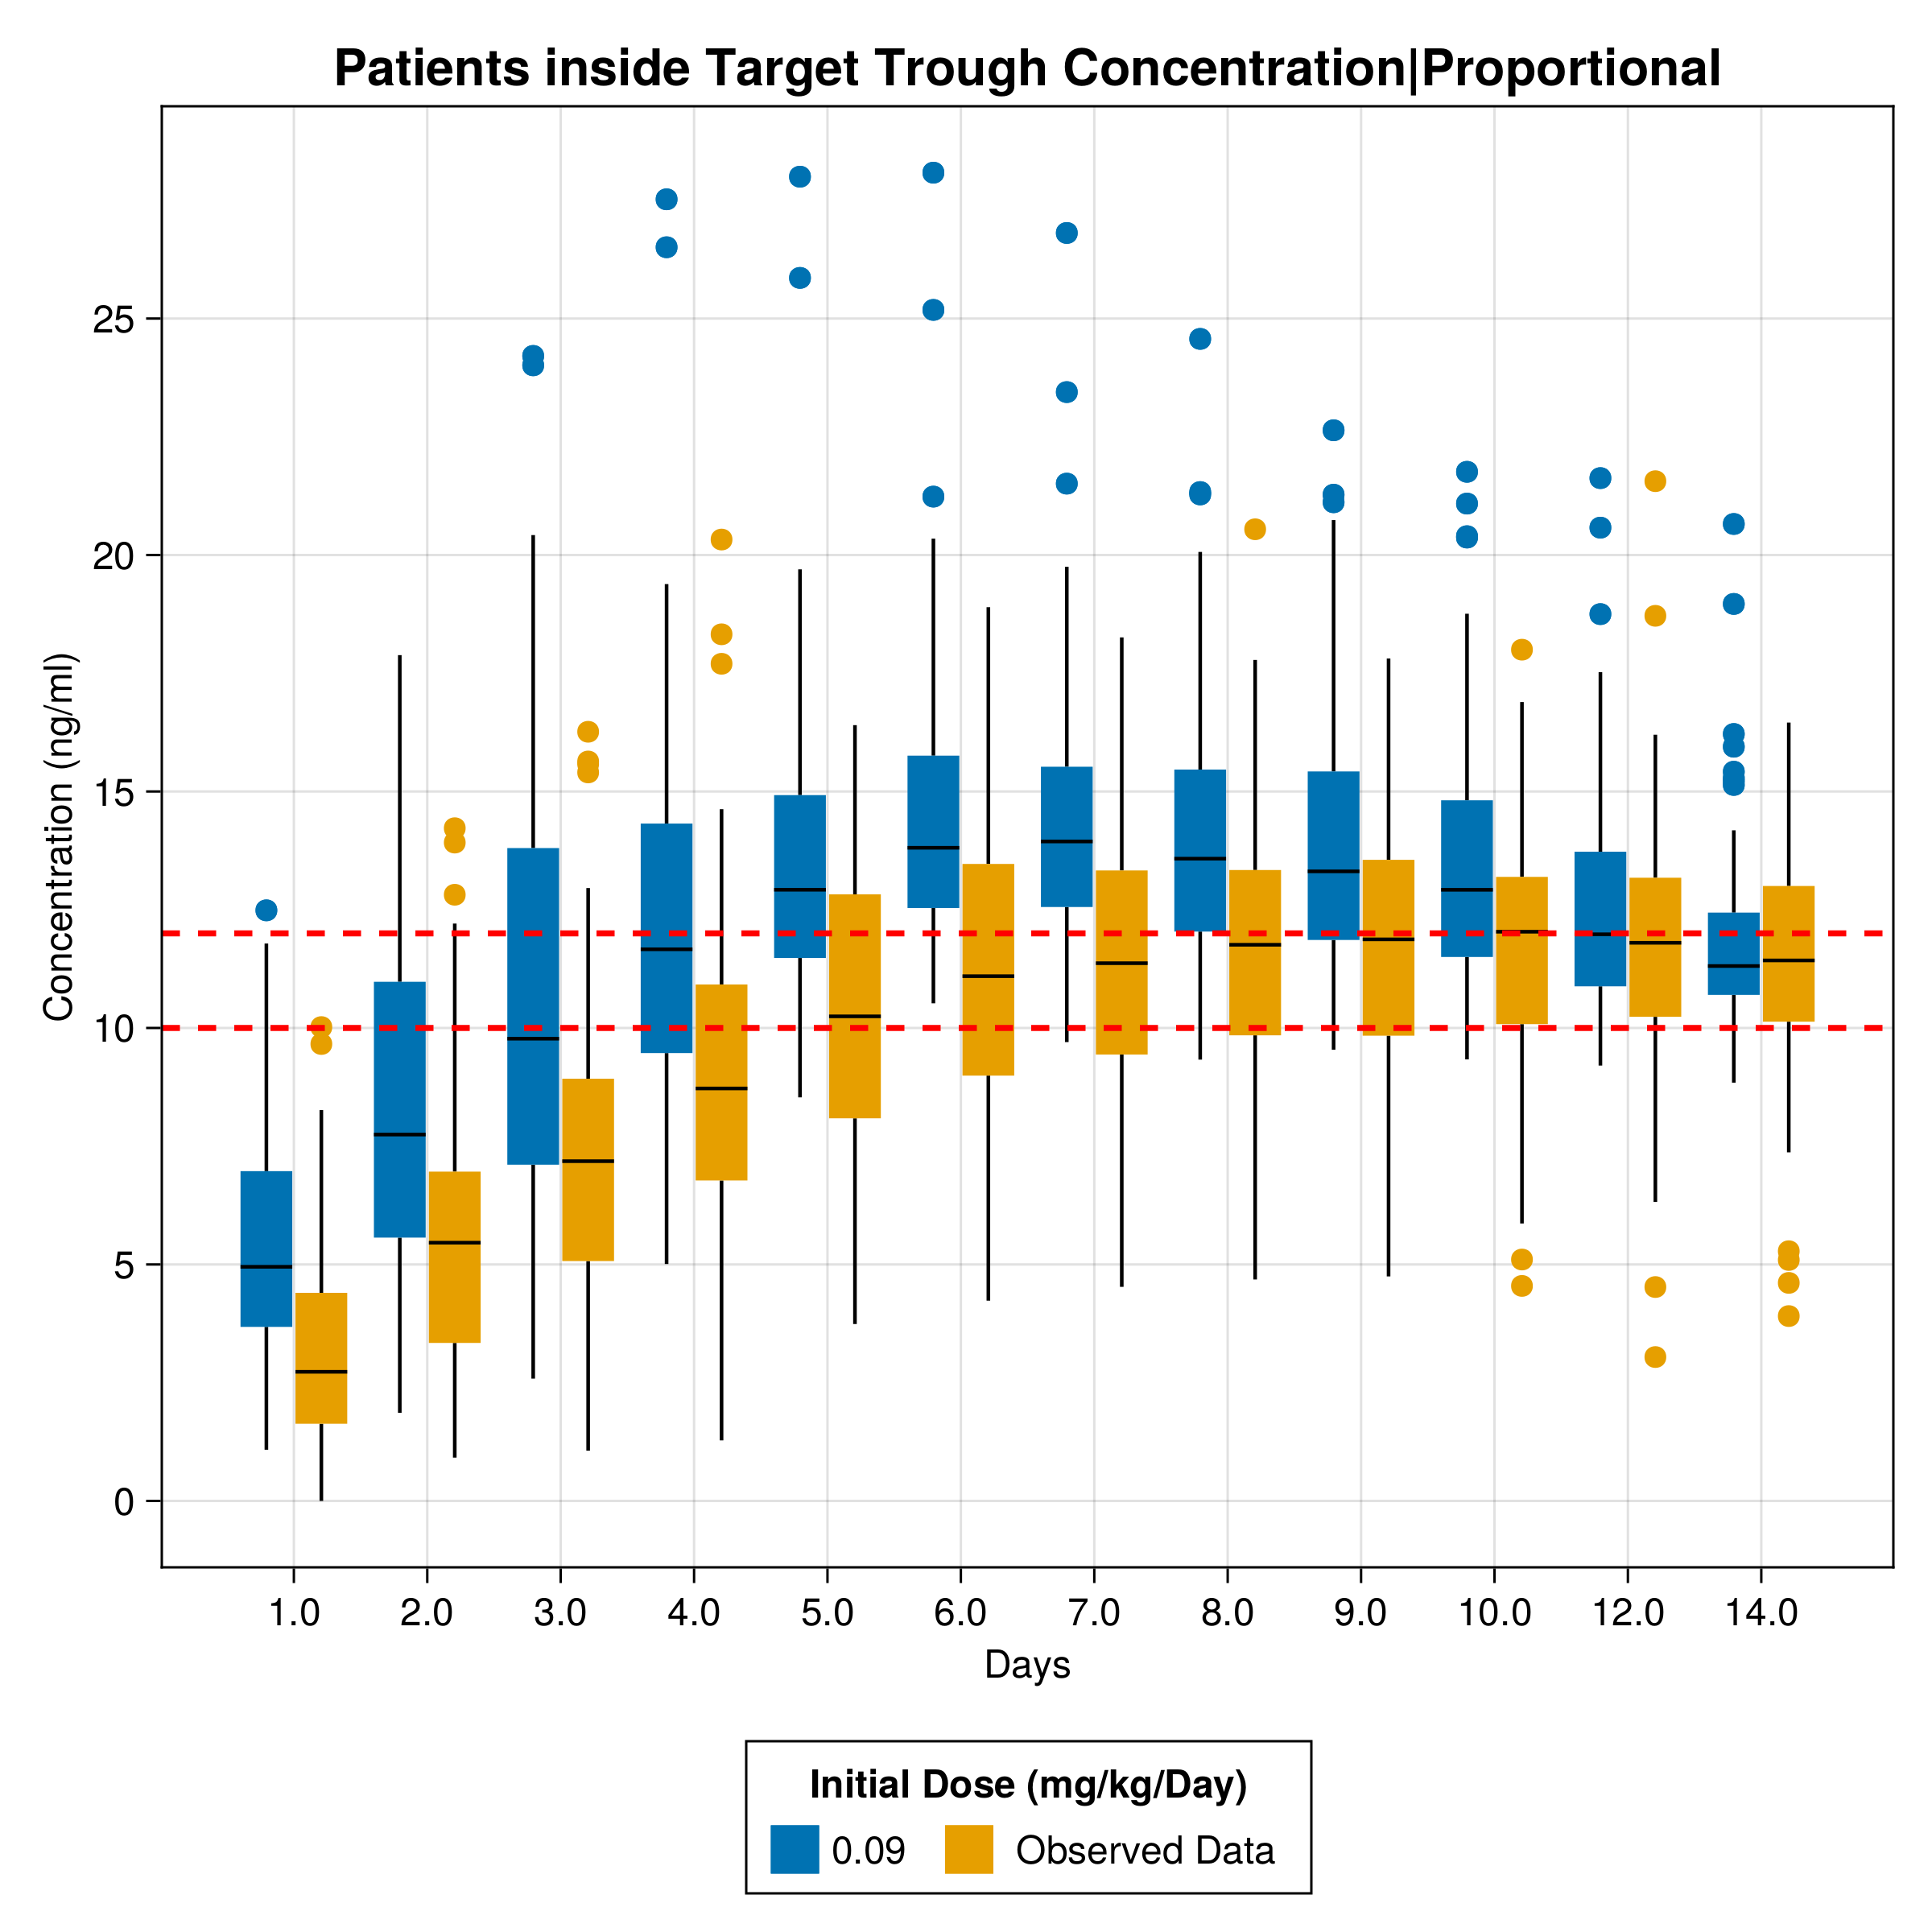 Patients inside Target Trough Concentration|Proportional
Concentration (ng/ml)
25
20
15
10
5
0
1.0 2.0 3.0 4.0 5.0 6.0 7.0 8.0 9.0 10.0 12.0 14.0
Days
Initial Dose (mg/kg/Day)
0.09 Observed Data